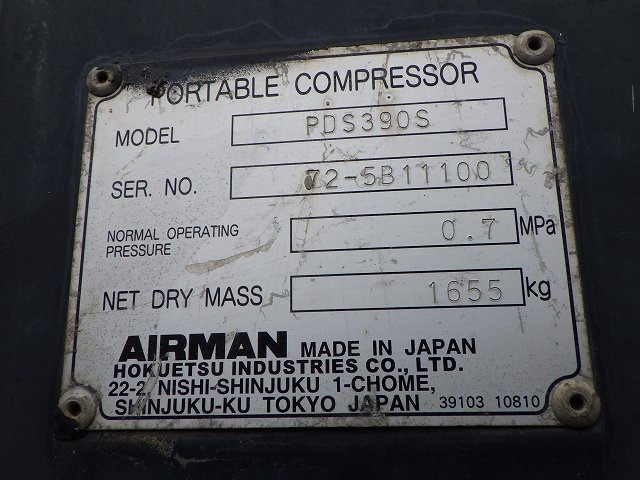 PORTABLE COMPRESSOR
MODEL PDS390S
SER. NO. 72-5B11100
NORMAL OPERATING PRESSURE 0.7 MPa
NET DRY MASS 1655 kg
AIRMAN MADE IN JAPAN
HOKUETSU INDUSTRIES CO., LTD.
22-2, NISHI-SHINJUKU 1-CHOME,
SHINJUKU-KU TOKYO JAPAN 39103 10810